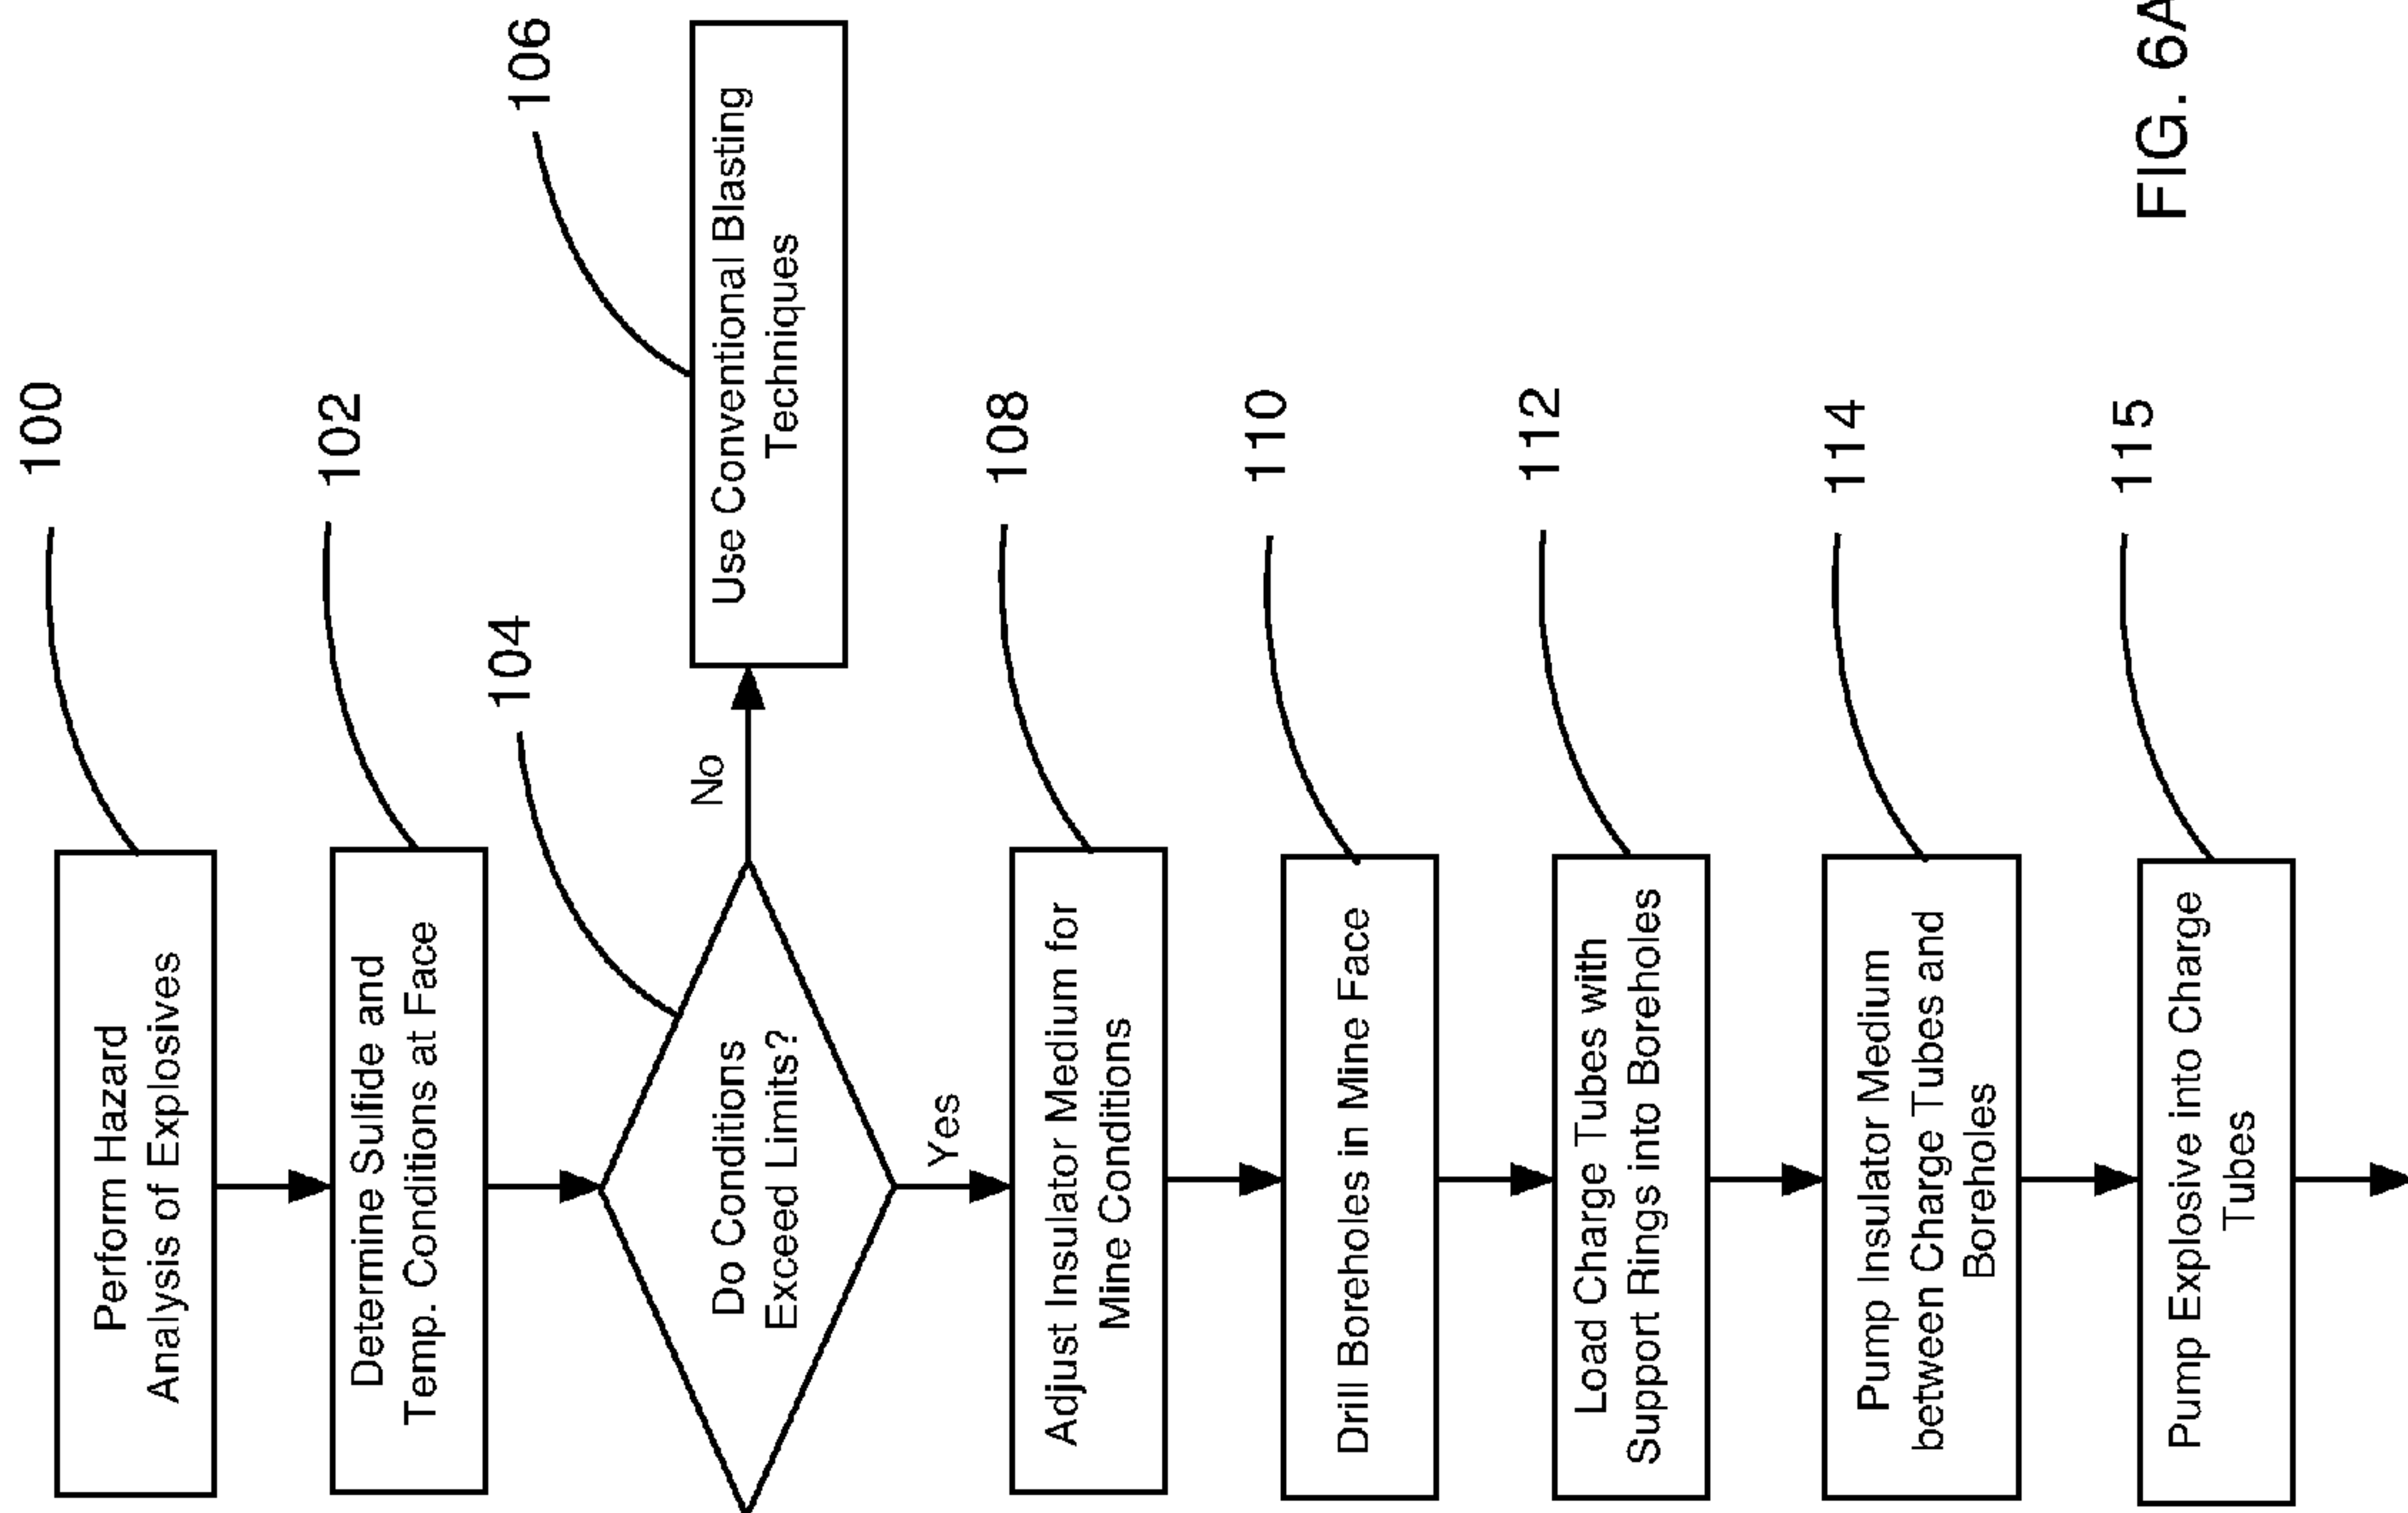 100
Perform Hazard
Analysis of Explosives
102
Determine Sulfide and
Temp. Conditions at Face
104
Do Conditions
Exceed Limits?
No
106
Use Conventional Blasting
Techniques
Yes
108
Adjust Insulator Medium for
Mine Conditions
110
Drill Boreholes in Mine Face
112
Load Charge Tubes with
Support Rings into Boreholes
114
Pump Insulator Medium
between Charge Tubes and
Boreholes
115
Pump Explosive into Charge
Tubes
FIG. 6A